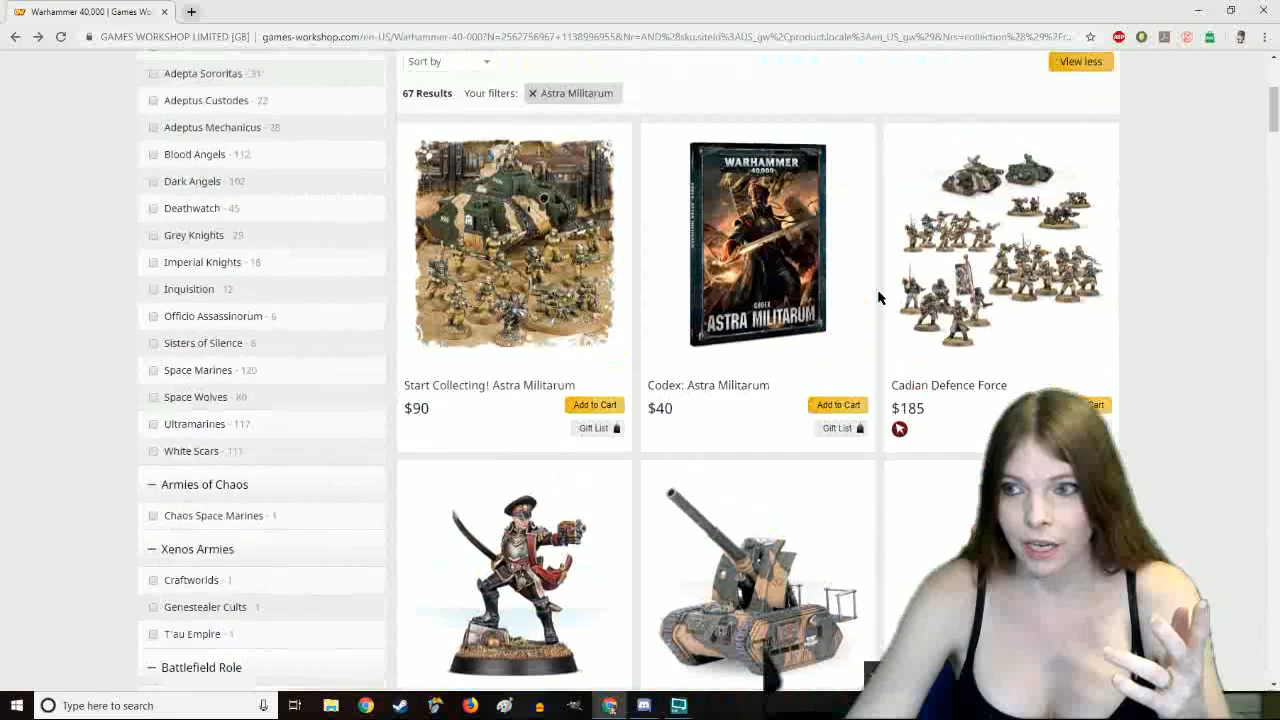 Warhammer 40,000 | Games Wo
GAMES WORKSHOP LIMITED [GB]
games-workshop.com/en-US/Warhammer-40-000?N=2562756967+1138996955&Nr=AND%28sku.siteId%3AUS_gw%2Cproduct.locale%3Aen_US_gw%29&Nrs=collection%28%29%2Fr...
Sort by
View less
67 Results
Your filters:
Astra Militarum
Adepta Sororitas - 31
Adeptus Custodes - 22
Adeptus Mechanicus -
Blood Angels - 112
Dark Angels - 102
Deathwatch - 45
Grey Knights - 29
Imperial Knights - 18
Inquisition 12
Officio Assassinorum - 6
Sisters of Silence -
Space Marines - 120
Space Wolves - 80
Ultramarines - 117
White Scars - 111
Armies of Chaos
Chaos Space Marines -
Xenos Armies
Craftworlds -
Genestealer Cults
T'au Empire -
Battlefield Role
WARHAMMER
40,000
CODEX
ASTRA MILITARUM
Start Collecting! Astra Militarum
$90
Add to Cart
Gift List
Codex: Astra Militarum
$40
Add to Cart
Gift List
Cadian Defence Force
$185
Cart
Type here to search